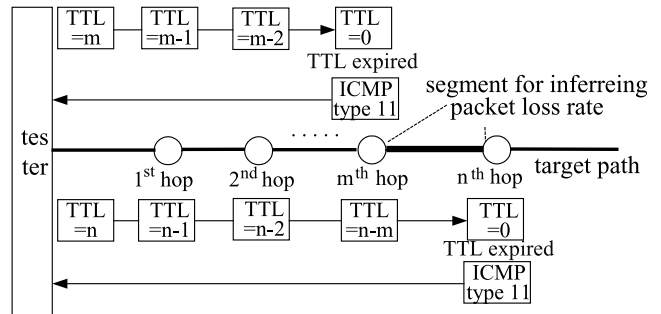 TTL =m
TTL =m-1
TTL =m-2
TTL =0
TTL expired
ICMP type 11
segment for inferreing
packet loss rate
. . . . .
tes
ter
1st hop
2nd hop
mth hop
nth hop
target path
TTL =n
TTL =n-1
TTL =n-2
TTL =n-m
TTL =0
TTL expired
ICMP type 11